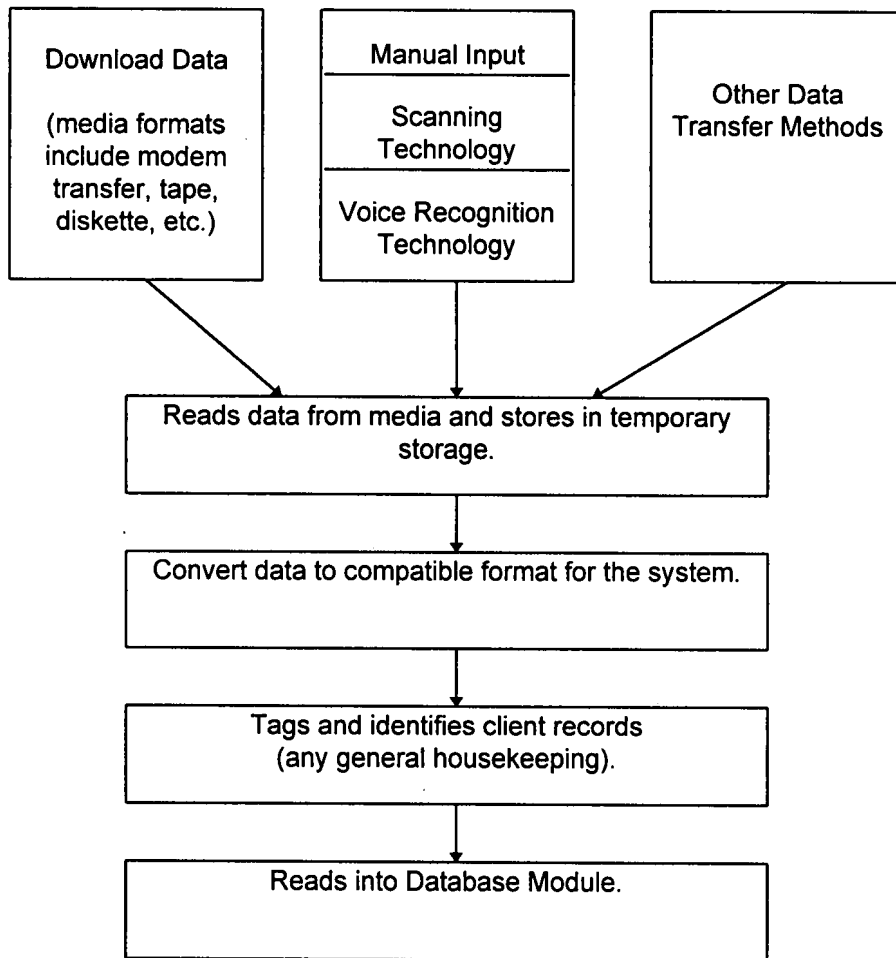 Download Data
(media formats
include modem
transfer, tape,
diskette, etc.)
Manual Input
Scanning
Technology
Voice Recognition
Technology
Other Data
Transfer Methods
Reads data from media and stores in temporary
storage.
Convert data to compatible format for the system.
Tags and identifies client records
(any general housekeeping).
Reads into Database Module.